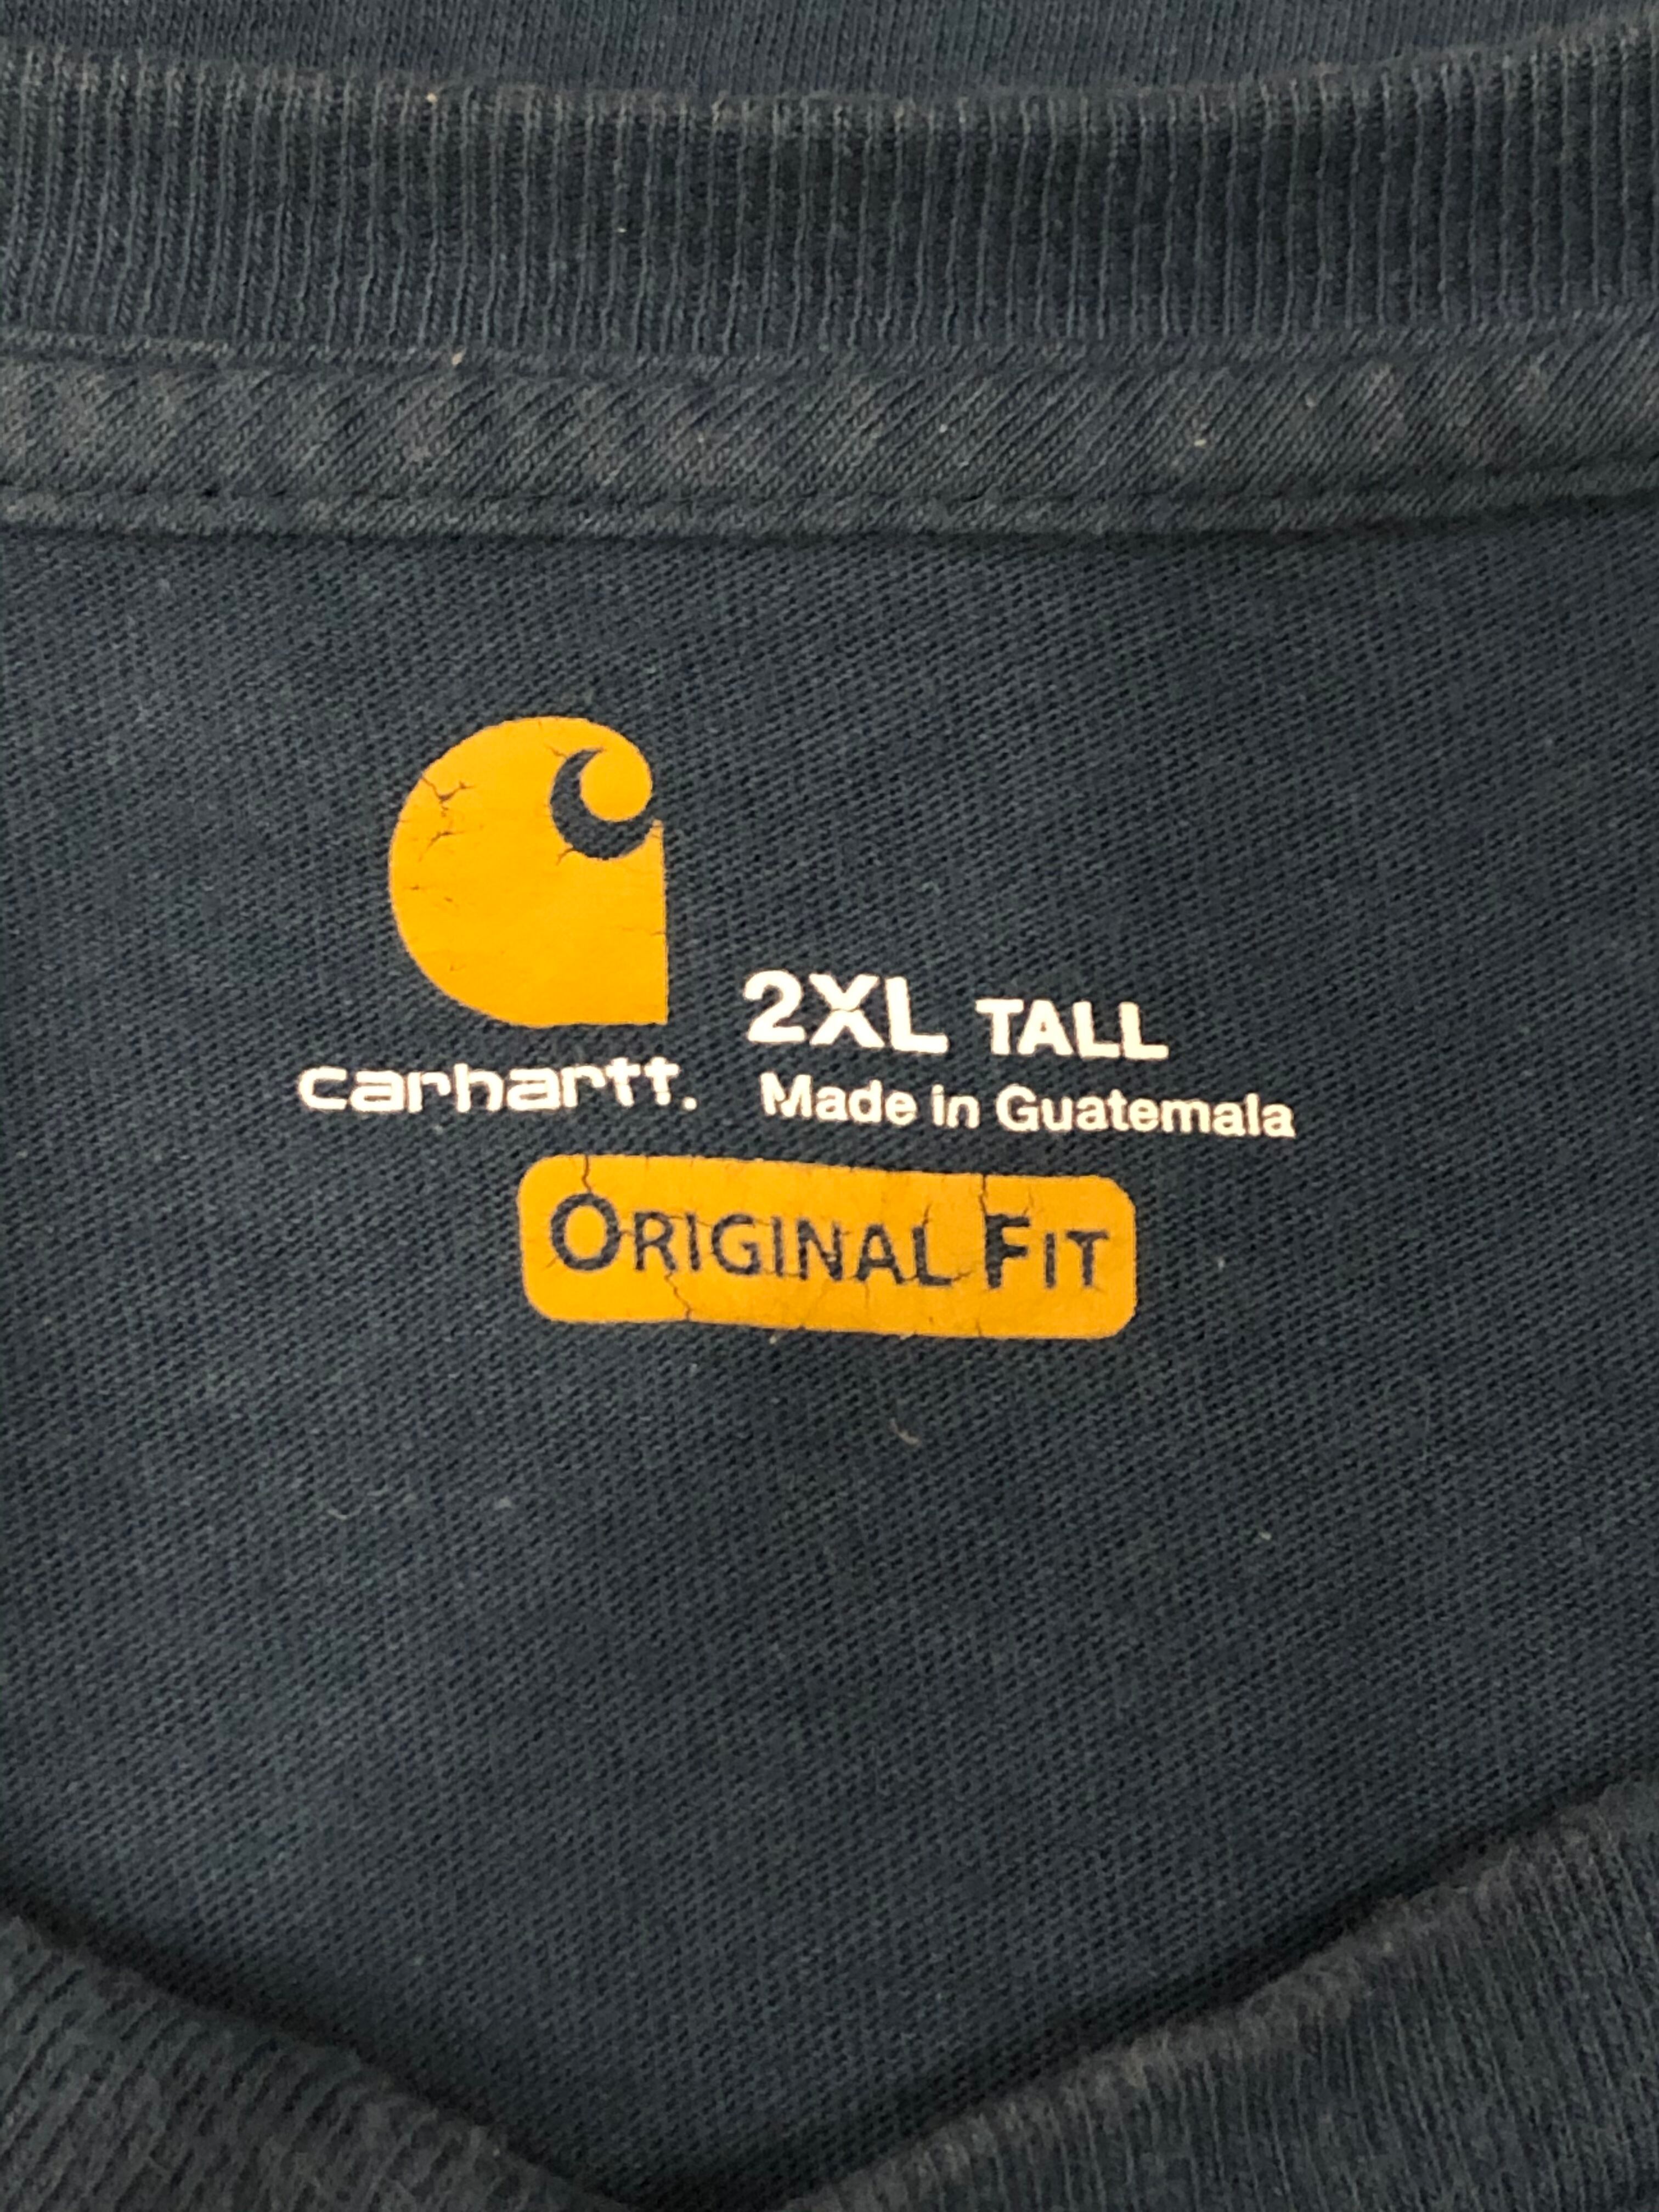 2XL TALL
carhartt. Made in Guatemala
ORIGINAL FIT